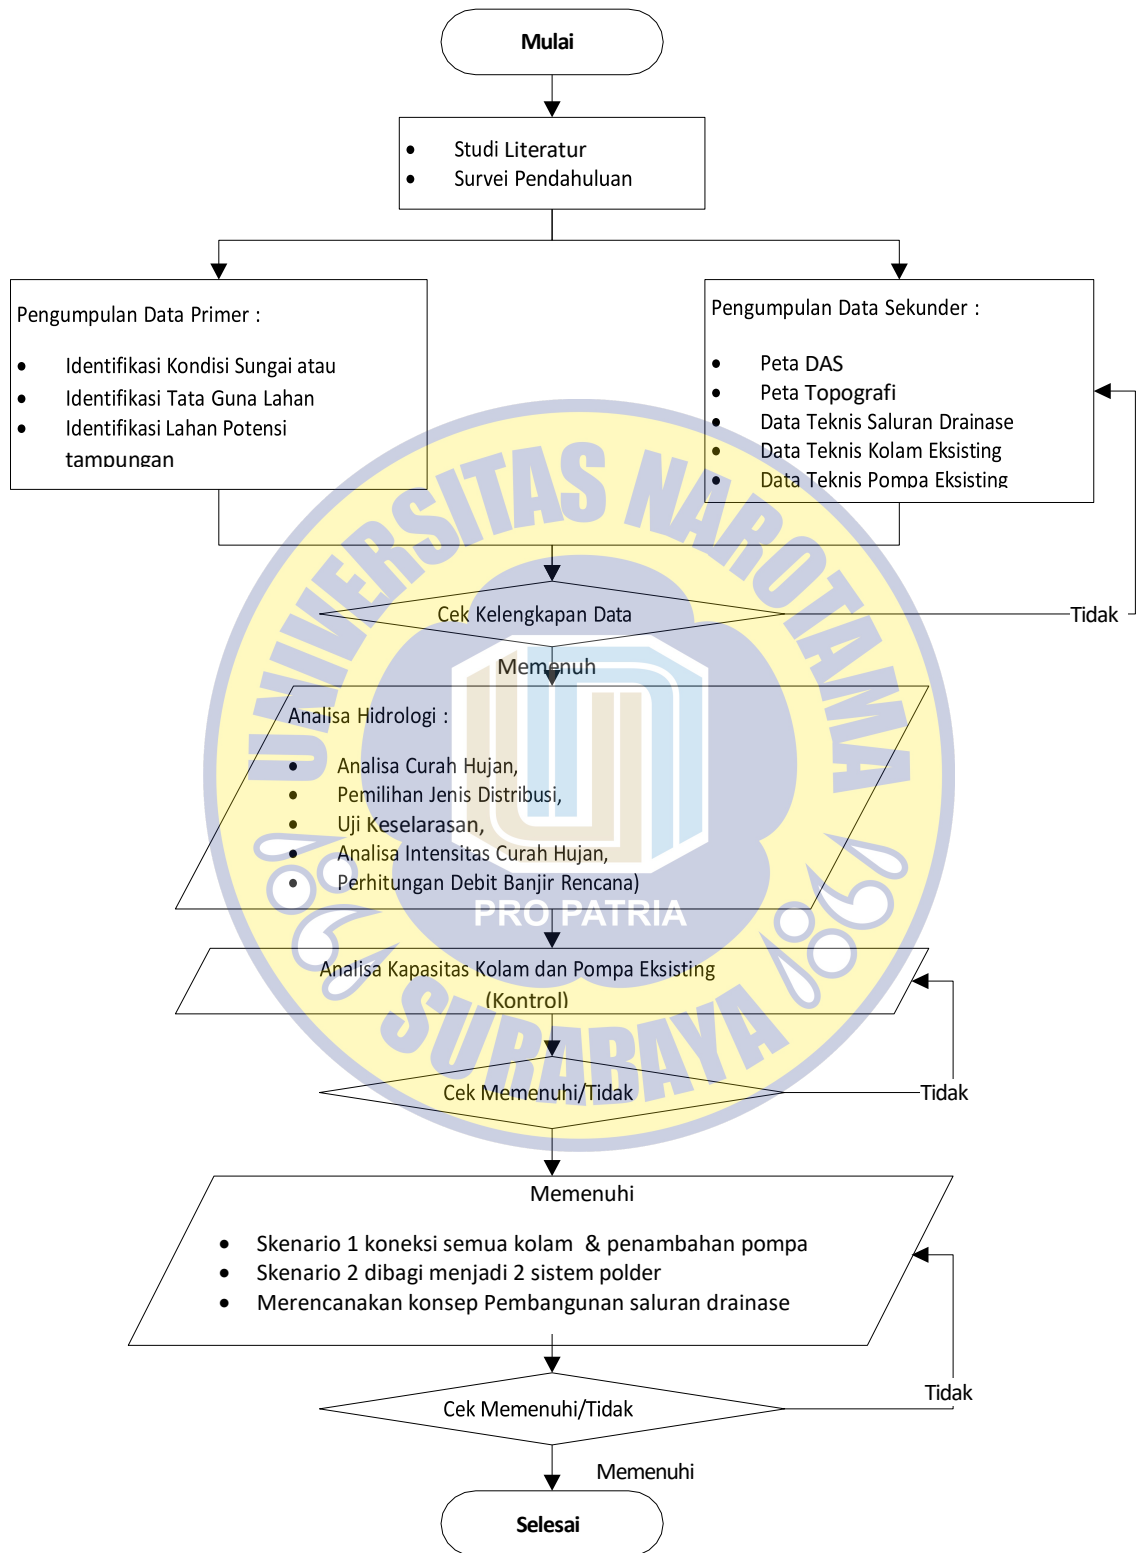 Mulai
• Studi Literatur
• Survei Pendahuluan
Pengumpulan Data Primer :
• Identifikasi Kondisi Sungai atau
• Identifikasi Tata Guna Lahan
• Identifikasi Lahan Potensi
tampungan
Pengumpulan Data Sekunder :
• Peta DAS
• Peta Topografi
• Data Teknis Saluran Drainase
• Data Teknis Kolam Eksisting
• Data Teknis Pompa Eksisting
Cek Kelengkapan Data
Tidak
Memenuh
Analisa Hidrologi :
• Analisa Curah Hujan,
• Pemilihan Jenis Distribusi,
• Uji Keselarasan,
• Analisa Intensitas Curah Hujan,
• Perhitungan Debit Banjir Rencana)
Analisa Kapasitas Kolam dan Pompa Eksisting
(Kontrol)
Cek Memenuhi/Tidak
Tidak
Memenuhi
• Skenario 1 koneksi semua kolam & penambahan pompa
• Skenario 2 dibagi menjadi 2 sistem polder
• Merencanakan konsep Pembangunan saluran drainase
Tidak
Cek Memenuhi/Tidak
Memenuhi
Selesai
UNIVERSITAS NAROTAMA
PRO PATRIA
SURABAYA